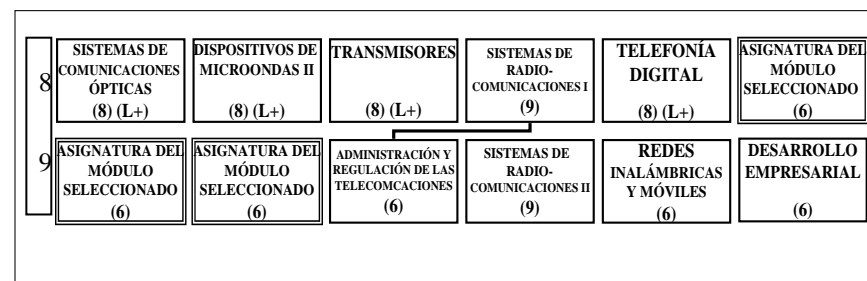 8
SISTEMAS DE
COMUNICACIONES
ÓPTICAS
(8) (L+)
DISPOSITIVOS DE
MICROONDAS II
(8) (L+)
TRANSMISORES
(8) (L+)
SISTEMAS DE
RADIO-
COMUNICACIONES I
(9)
TELEFONÍA
DIGITAL
(8) (L+)
ASIGNATURA DEL
MÓDULO
SELECCIONADO
(6)
9
ASIGNATURA DEL
MÓDULO
SELECCIONADO
(6)
ASIGNATURA DEL
MÓDULO
SELECCIONADO
(6)
ADMINISTRACIÓN Y
REGULACIÓN DE LAS
TELECOMCACIONES
(6)
SISTEMAS DE
RADIO-
COMUNICACIONES II
(9)
REDES
INALÁMBRICAS
Y MÓVILES
(6)
DESARROLLO
EMPRESARIAL
(6)